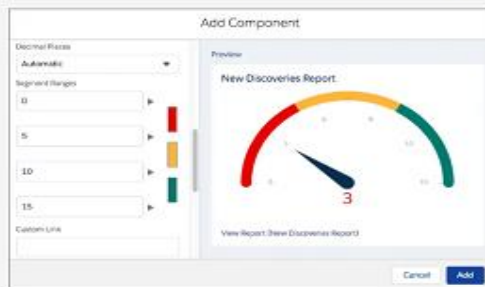 Add Component
Decimal Places
Automatic
Segment Ranges
0
5
10
15
Custom Link
Preview
New Discoveries Report
3
View Report (New Discoveries Report)
Cancel
Add